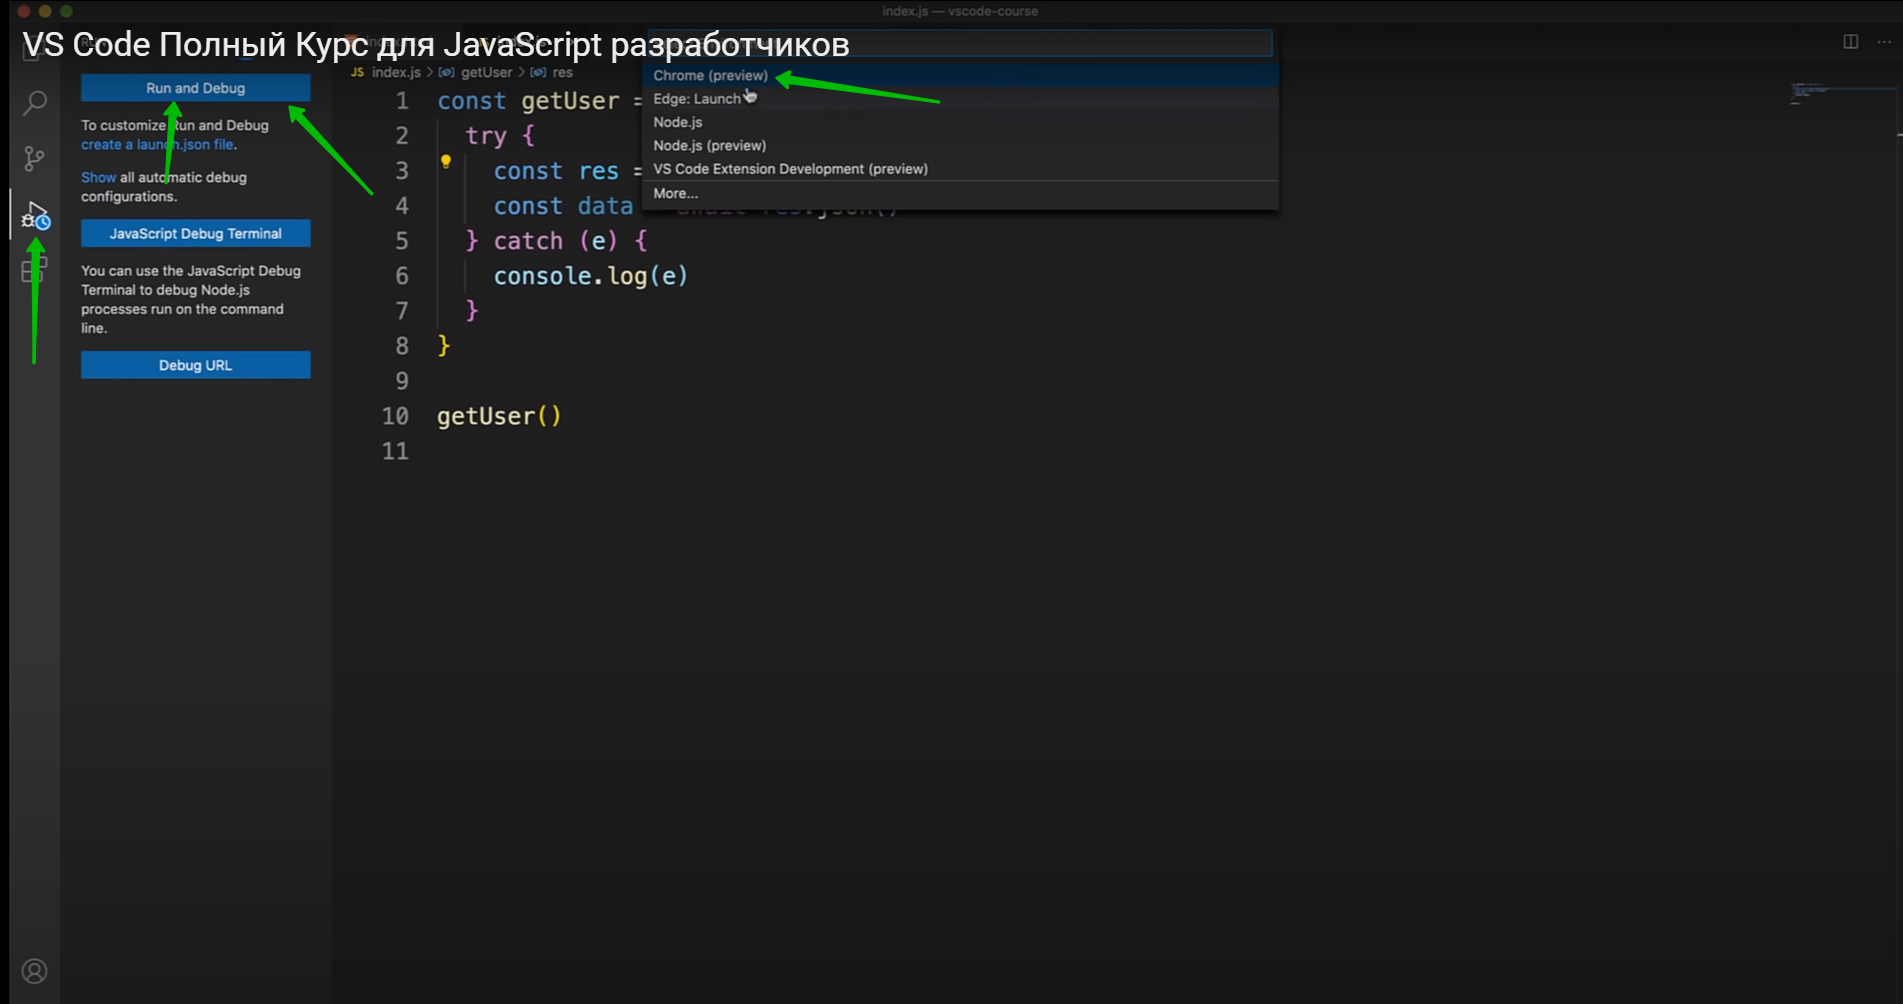 index.js — vscode-course
VS Code Полный Курс для JavaScript разработчиков
JS index.js > getUser > res
Run and Debug
To customize Run and Debug
create a launch.json file.
Show all automatic debug
configurations.
JavaScript Debug Terminal
You can use the JavaScript Debug
Terminal to debug Node.js
processes run on the command
line.
Debug URL
Chrome (preview)
Edge: Launch
Node.js
Node.js (preview)
VS Code Extension Development (preview)
More...
1 const getUser =
2 try {
3 const res =
4 const data = await res.json()
5 } catch (e) {
6 console.log(e)
7 }
8 }
9
10 getUser()
11